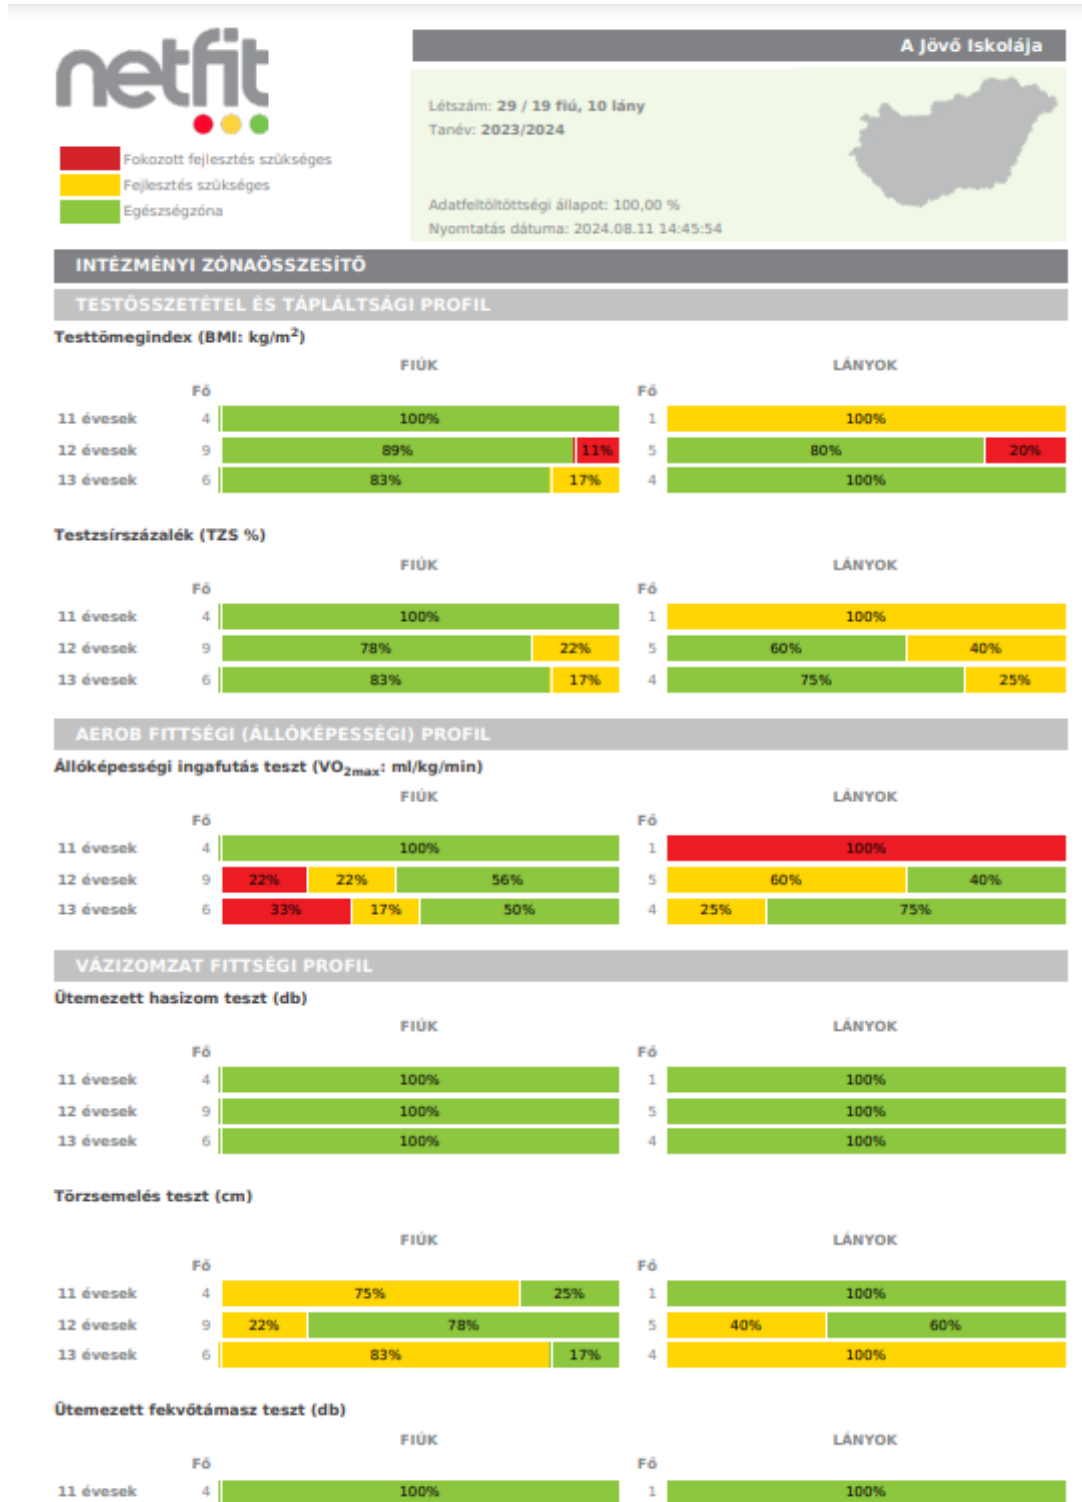 netfit
A Jövő Iskolája
Létszám: 29 / 19 fiú, 10 lány
Tanév: 2023/2024
Fokozott fejlesztés szükséges
Fejlesztés szükséges
Egészségzóna
Adatfeltöltöttségi állapot: 100,00 %
Nyomtatás dátuma: 2024.08.11 14:45:54
INTÉZMÉNYI ZÓNAÖSSZESÍTŐ
TESTÖSSZETÉTEL ÉS TÁPLÁLTSÁGI PROFIL
Testtömegindex (BMI: kg/m²)
FIÚK LÁNYOK
Fő Fő
11 évesek 4 100% 1 100%
12 évesek 9 89% 11% 5 80% 20%
13 évesek 6 83% 17% 4 100%
Testzsírszázalék (TZS %)
FIÚK LÁNYOK
Fő Fő
11 évesek 4 100% 1 100%
12 évesek 9 78% 22% 5 60% 40%
13 évesek 6 83% 17% 4 75% 25%
AEROB FITTSÉGI (ÁLLÓKÉPESSÉGI) PROFIL
Állóképességi ingafutás teszt (VO₂max: ml/kg/min)
FIÚK LÁNYOK
Fő Fő
11 évesek 4 100% 1 100%
12 évesek 9 22% 22% 56% 5 60% 40%
13 évesek 6 33% 17% 50% 4 25% 75%
VÁZIZOMZAT FITTSÉGI PROFIL
Ütemezett hasizom teszt (db)
FIÚK LÁNYOK
Fő Fő
11 évesek 4 100% 1 100%
12 évesek 9 100% 5 100%
13 évesek 6 100% 4 100%
Törzsemelés teszt (cm)
FIÚK LÁNYOK
Fő Fő
11 évesek 4 75% 25% 1 100%
12 évesek 9 22% 78% 5 40% 60%
13 évesek 6 83% 17% 4 100%
Ütemezett fekvőtámasz teszt (db)
FIÚK LÁNYOK
Fő Fő
11 évesek 4 100% 1 100%